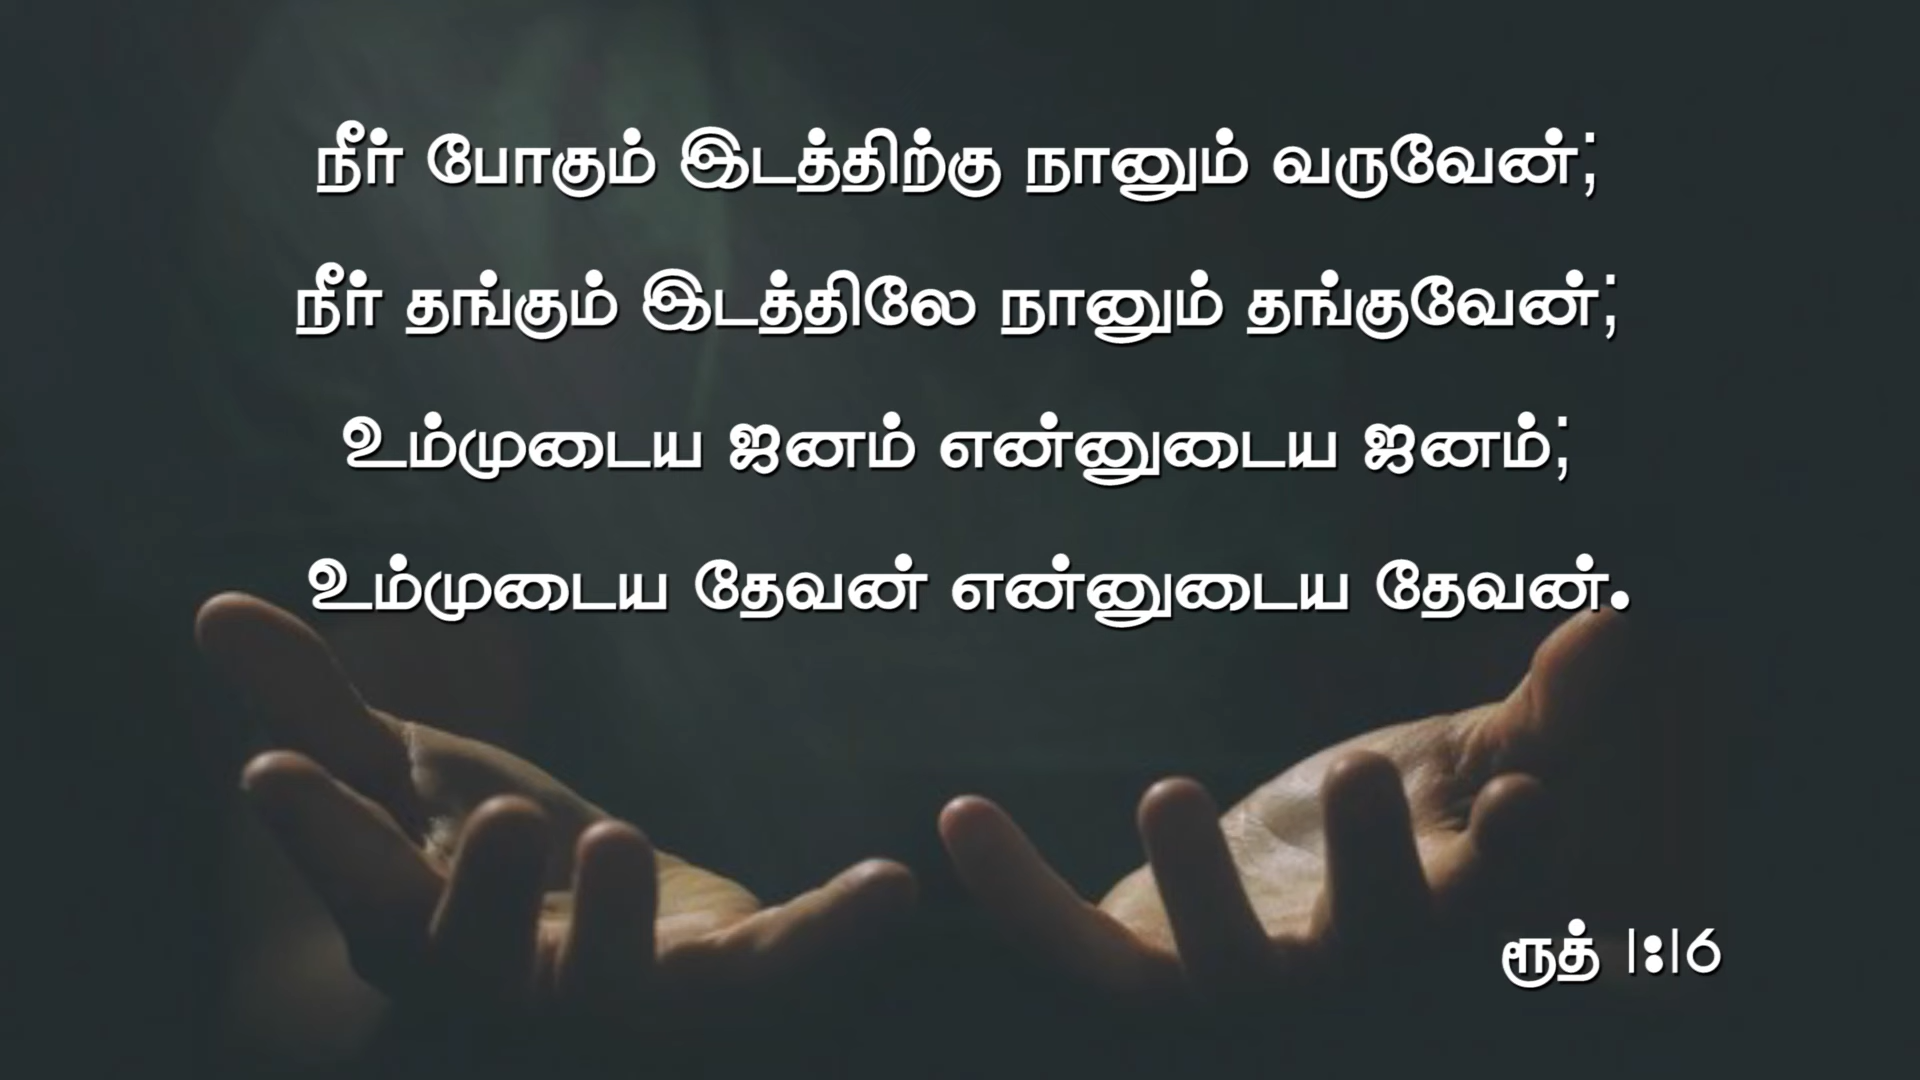 நீர் போகும் இடத்திற்கு நானும் வருவேன்;
நீர் தங்கும் இடத்திலே நானும் தங்குவேன்;
உம்முடைய ஜனம் என்னுடைய ஜனம்;
உம்முடைய தேவன் என்னுடைய தேவன்.
ரூத் 1:16